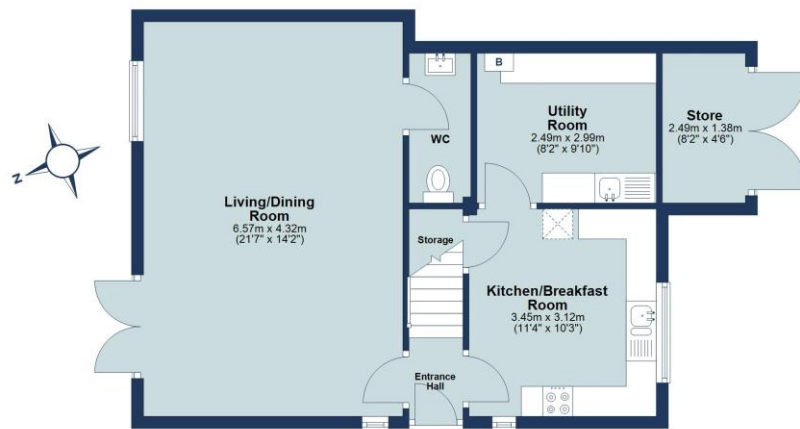 N
Living/Dining
Room
6.57m x 4.32m
(21'7" x 14'2")
WC
B
Utility
Room
2.49m x 2.99m
(8'2" x 9'10")
Store
2.49m x 1.38m
(8'2" x 4'6")
Storage
Kitchen/Breakfast
Room
3.45m x 3.12m
(11'4" x 10'3")
Entrance
Hall